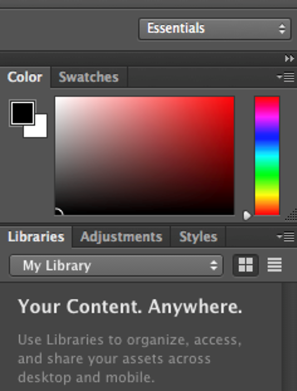 Essentials
Color Swatches
Libraries Adjustments Styles
My Library
Your Content. Anywhere.
Use Libraries to organize, access,
and share your assets across
desktop and mobile.